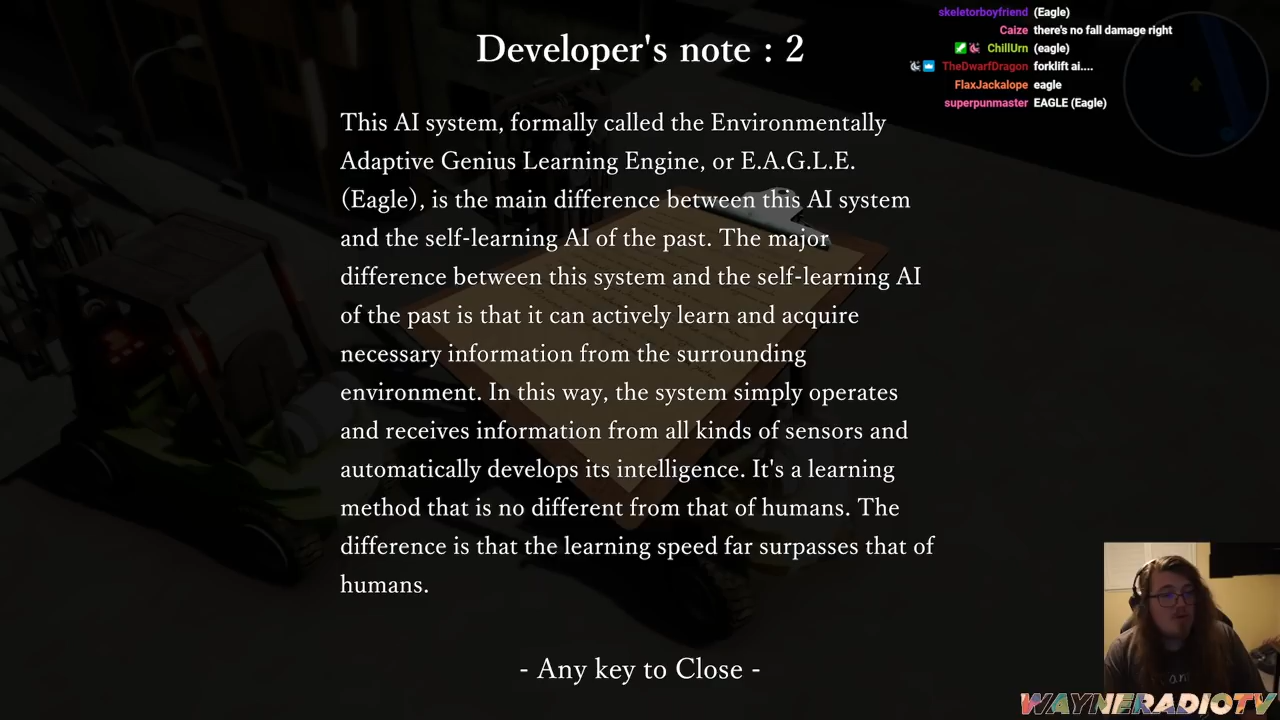 skeletorboyfriend (Eagle)
Caize there's no fall damage right
ChillUrn (eagle)
TheDwarfDragon forklift ai....
FlaxJackalope eagle
superpunmaster EAGLE (Eagle)
Developer's note : 2
This AI system, formally called the Environmentally
Adaptive Genius Learning Engine, or E.A.G.L.E.
(Eagle), is the main difference between this AI system
and the self-learning AI of the past. The major
difference between this system and the self-learning AI
of the past is that it can actively learn and acquire
necessary information from the surrounding
environment. In this way, the system simply operates
and receives information from all kinds of sensors and
automatically develops its intelligence. It's a learning
method that is no different from that of humans. The
difference is that the learning speed far surpasses that of
humans.
- Any key to Close -
WAYNERADIOTV